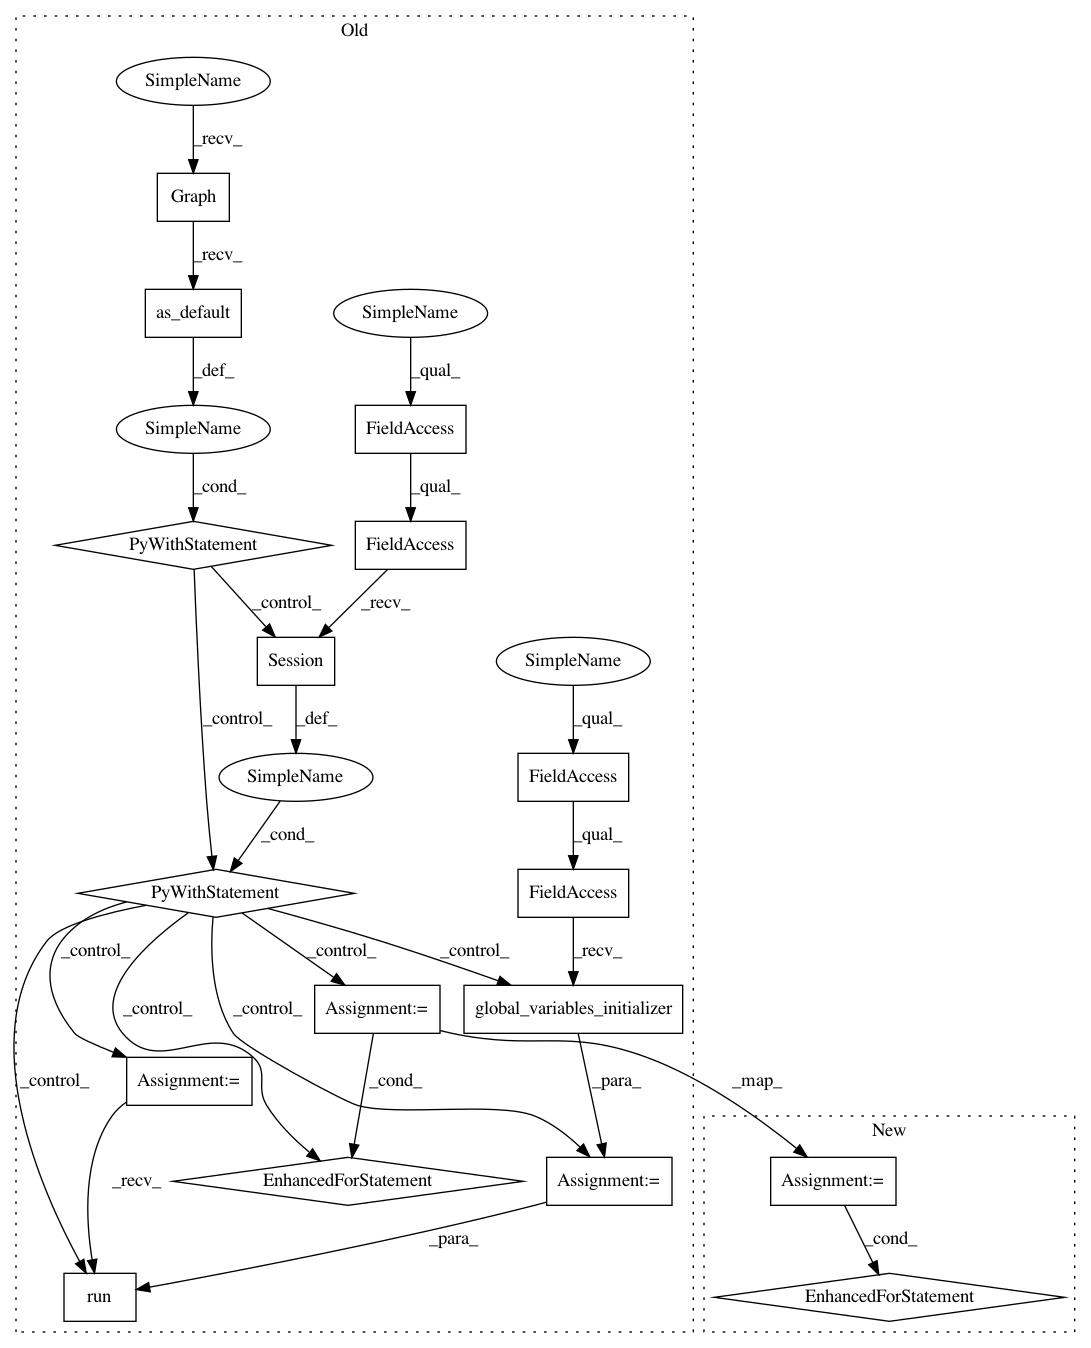 Old
SimpleName
_recv_
Graph
_recv_
as_default
SimpleName
_def_
_qual_
SimpleName
FieldAccess
_cond_
_qual_
PyWithStatement
FieldAccess
_control_
_recv_
Session
SimpleName
_control_
_def_
_qual_
SimpleName
FieldAccess
_cond_
_qual_
PyWithStatement
FieldAccess
_control_
_control_
_control_
_recv_
_control_
_control_
Assignment:=
global_variables_initializer
_control_
Assignment:=
_cond_
_para_
_map_
New
_recv_
EnhancedForStatement
Assignment:=
Assignment:=
_para_
_cond_
run
EnhancedForStatement